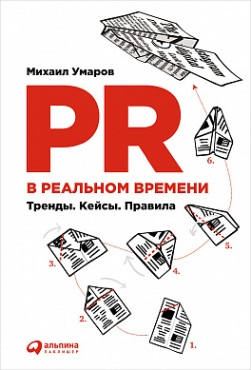 Михаил Умаров
PR
В РЕАЛЬНОМ ВРЕМЕНИ
Тренды. Кейсы. Правила
6.
5.
4.
3.
2.
1.
альпина
ПАБЛИШЕР